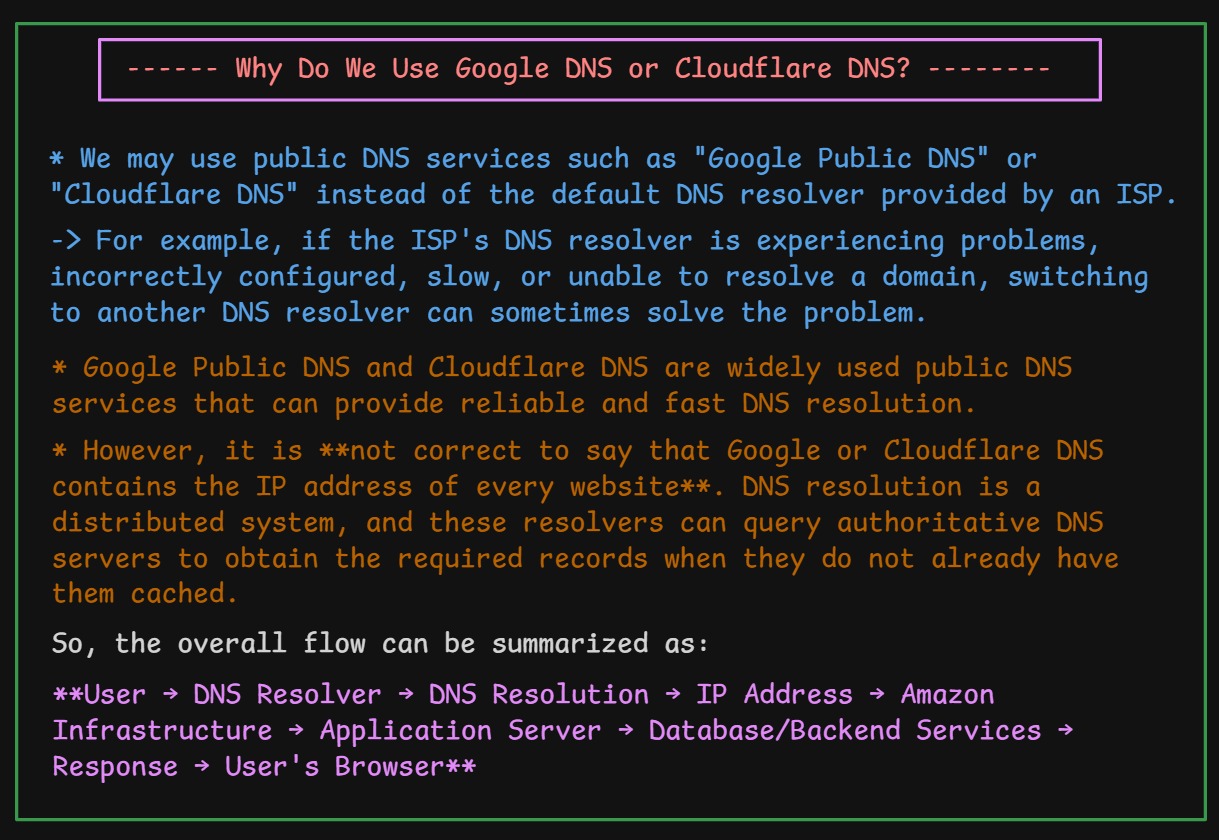 ------ Why Do We Use Google DNS or Cloudflare DNS? --------
* We may use public DNS services such as "Google Public DNS" or
"Cloudflare DNS" instead of the default DNS resolver provided by an ISP.
-> For example, if the ISP's DNS resolver is experiencing problems,
incorrectly configured, slow, or unable to resolve a domain, switching
to another DNS resolver can sometimes solve the problem.
* Google Public DNS and Cloudflare DNS are widely used public DNS
services that can provide reliable and fast DNS resolution.
* However, it is **not correct to say that Google or Cloudflare DNS
contains the IP address of every website**. DNS resolution is a
distributed system, and these resolvers can query authoritative DNS
servers to obtain the required records when they do not already have
them cached.
So, the overall flow can be summarized as:
**User → DNS Resolver → DNS Resolution → IP Address → Amazon
Infrastructure → Application Server → Database/Backend Services →
Response → User's Browser**